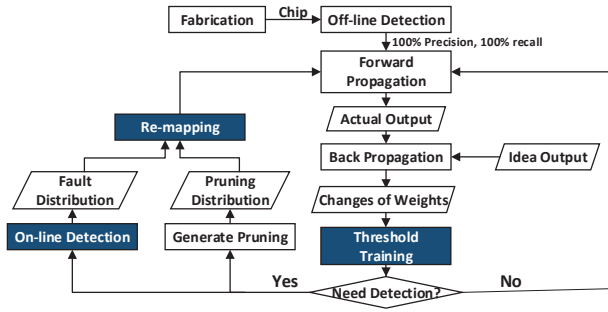 Fabrication
Chip
Off-line Detection
100% Precision, 100% recall
Forward
Propagation
Re-mapping
Actual Output
Back Propagation
Idea Output
Fault
Distribution
Pruning
Distribution
Changes of Weights
On-line Detection
Generate Pruning
Threshold
Training
Yes
Need Detection?
No